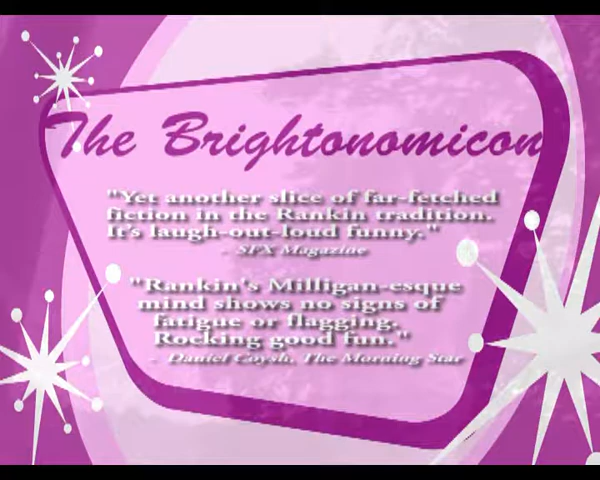 The Brightonomicon
"Yet another slice of far-fetched
fiction in the Rankin tradition.
It's laugh-out-loud funny."
- SFX Magazine
"Rankin's Milligan-esque
mind shows no signs of
fatigue or flagging.
Rocking good fun."
- Daniel Coysh, The Morning Star